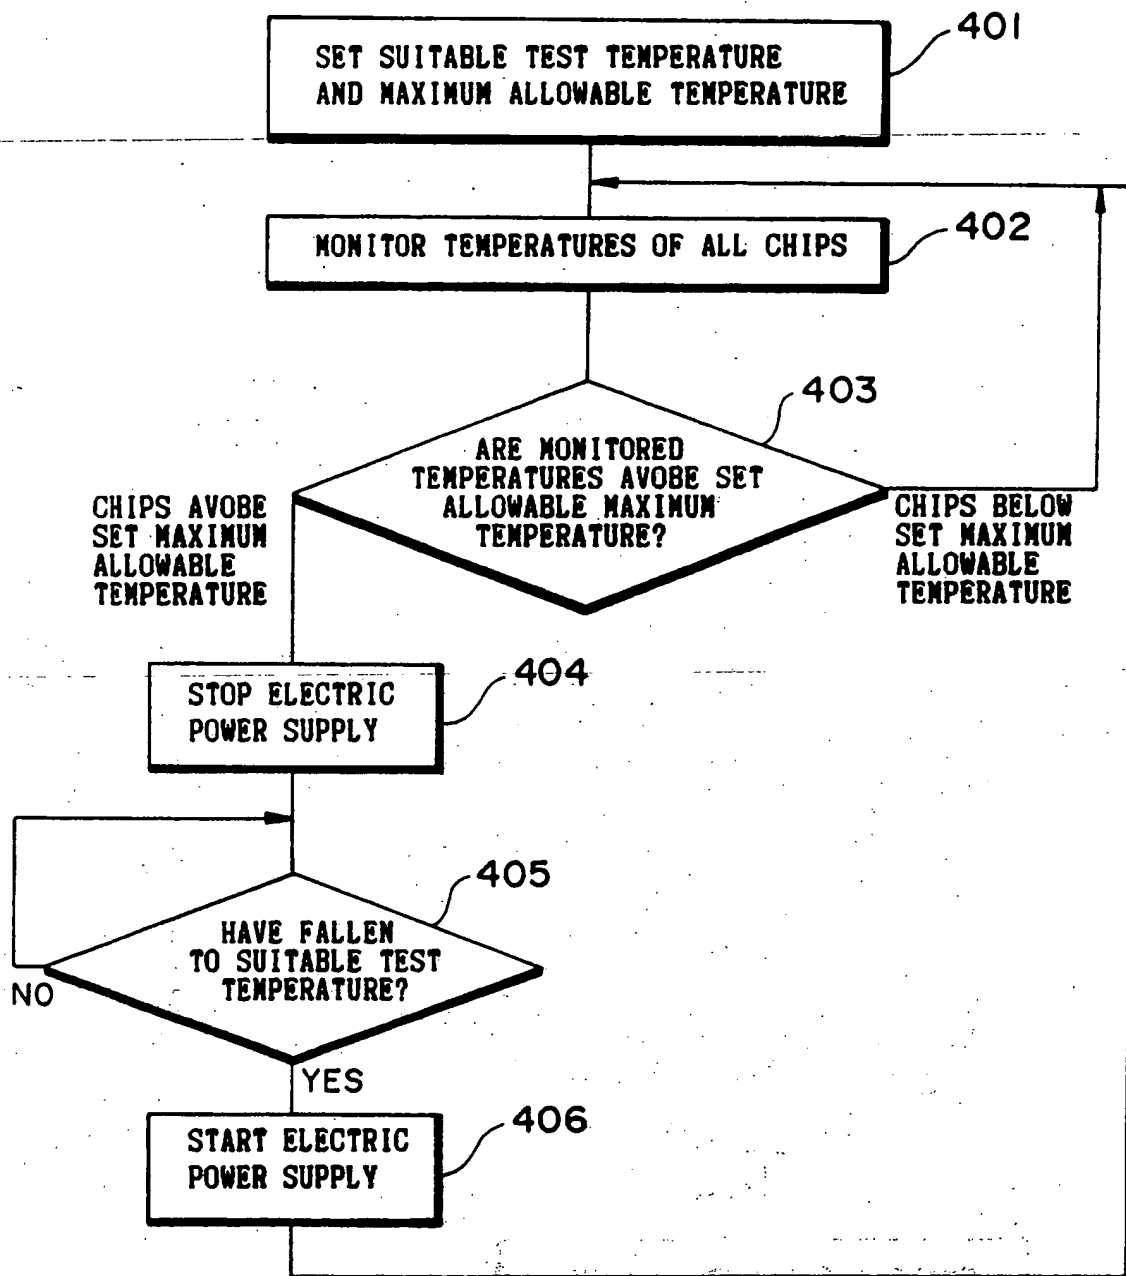 401
SET SUITABLE TEST TEMPERATURE
AND MAXIMUM ALLOWABLE TEMPERATURE
402
MONITOR TEMPERATURES OF ALL CHIPS
403
ARE MONITORED
TEMPERATURES AVOBE SET
ALLOWABLE MAXIMUM
TEMPERATURE?
CHIPS AVOBE
SET MAXIMUM
ALLOWABLE
TEMPERATURE
CHIPS BELOW
SET MAXIMUM
ALLOWABLE
TEMPERATURE
404
STOP ELECTRIC
POWER SUPPLY
405
HAVE FALLEN
TO SUITABLE TEST
TEMPERATURE?
NO
YES
406
START ELECTRIC
POWER SUPPLY